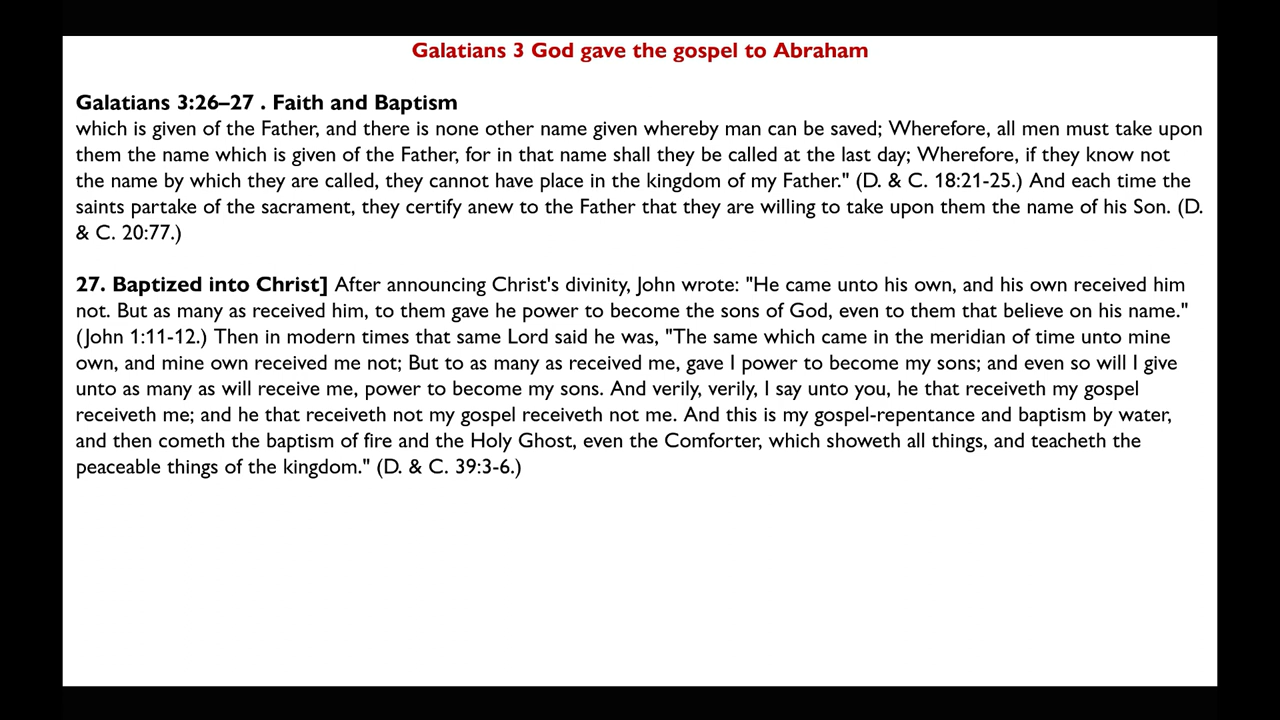 Galatians 3 God gave the gospel to Abraham
Galatians 3:26–27 . Faith and Baptism
which is given of the Father, and there is none other name given whereby man can be saved; Wherefore, all men must take upon
them the name which is given of the Father, for in that name shall they be called at the last day; Wherefore, if they know not
the name by which they are called, they cannot have place in the kingdom of my Father." (D. & C. 18:21-25.) And each time the
saints partake of the sacrament, they certify anew to the Father that they are willing to take upon them the name of his Son. (D.
& C. 20:77.)
27. Baptized into Christ] After announcing Christ's divinity, John wrote: "He came unto his own, and his own received him
not. But as many as received him, to them gave he power to become the sons of God, even to them that believe on his name."
(John 1:11-12.) Then in modern times that same Lord said he was, "The same which came in the meridian of time unto mine
own, and mine own received me not; But to as many as received me, gave I power to become my sons; and even so will I give
unto as many as will receive me, power to become my sons. And verily, verily, I say unto you, he that receiveth my gospel
receiveth me; and he that receiveth not my gospel receiveth not me. And this is my gospel-repentance and baptism by water,
and then cometh the baptism of fire and the Holy Ghost, even the Comforter, which showeth all things, and teacheth the
peaceable things of the kingdom." (D. & C. 39:3-6.)